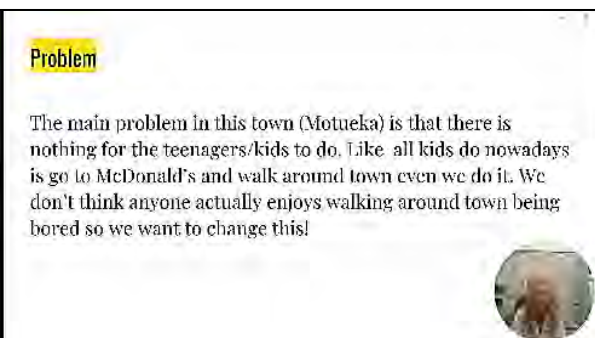 Problem
The main problem in this town (Motueka) is that there is
nothing for the teenagers/kids to do. Like all kids do nowadays
is go to McDonald's and walk around town even we do it. We
don't think anyone actually enjoys walking around town being
bored so we want to change this!